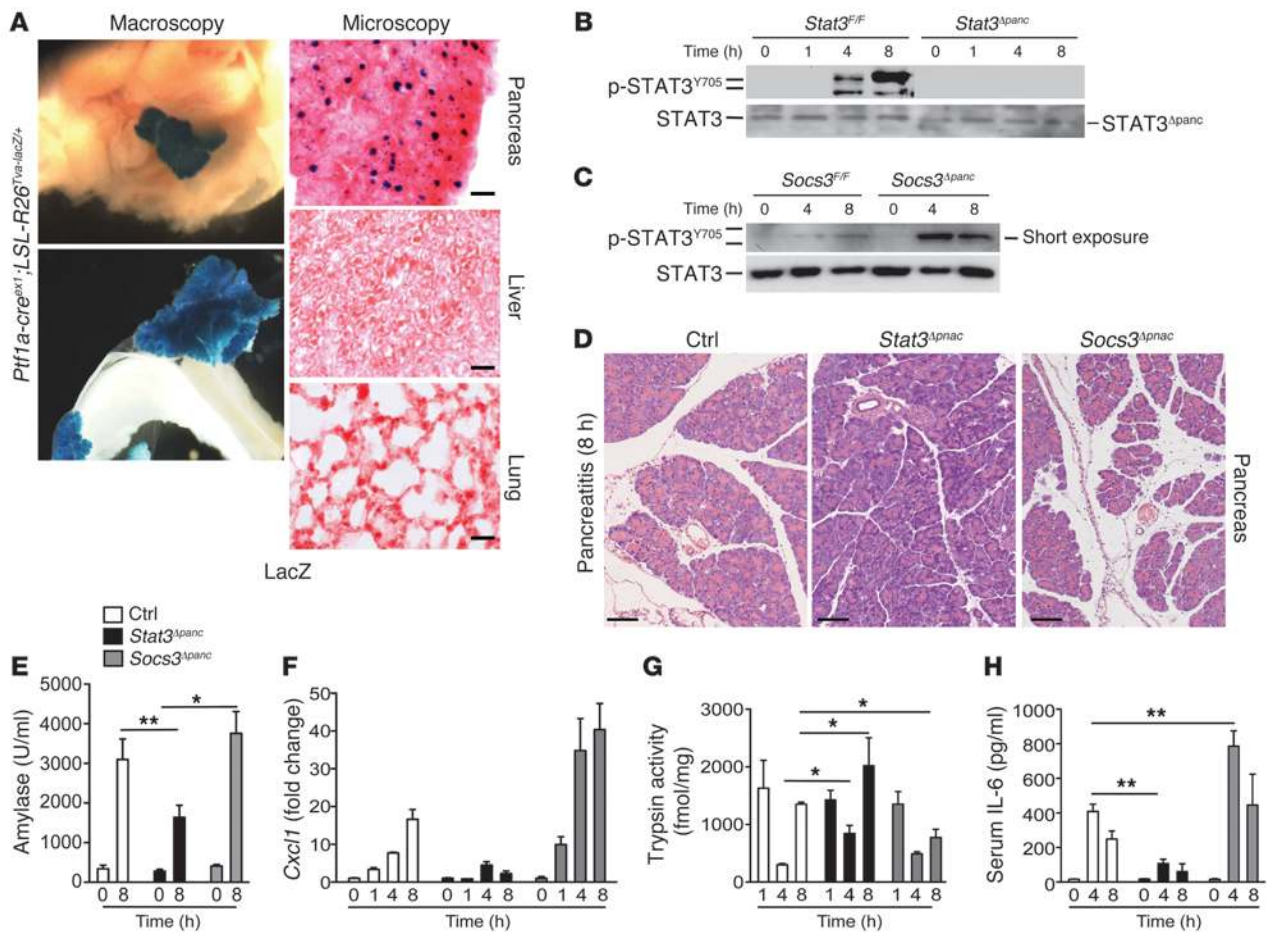 A
Macroscopy
Microscopy
Ptf1a-cre^ex1;LSL-R26^Tva-lacZ/+
Pancreas
Liver
Lung
LacZ
B
Stat3^F/F
Stat3^Δpanc
Time (h)
0 1 4 8 0 1 4 8
p-STAT3^Y705
STAT3
STAT3^Δpanc
C
Socs3^F/F
Socs3^Δpanc
Time (h)
0 4 8 0 4 8
p-STAT3^Y705
Short exposure
STAT3
D
Ctrl
Stat3^Δpnac
Socs3^Δpnac
Pancreatitis (8 h)
Pancreas
Ctrl
Stat3^Δpanc
Socs3^Δpanc
E
Amylase (U/ml)
5000
4000
3000
2000
1000
0
**
*
0 8 0 8 0 8
Time (h)
F
Cxcl1 (fold change)
50
40
30
20
10
0
0 1 4 8 0 1 4 8 0 1 4 8
Time (h)
G
Trypsin activity
(fmol/mg)
3000
2000
1000
0
*
*
*
1 4 8 1 4 8 1 4 8
Time (h)
H
Serum IL-6 (pg/ml)
900
800
600
400
200
0
**
**
0 4 8 0 4 8 0 4 8
Time (h)